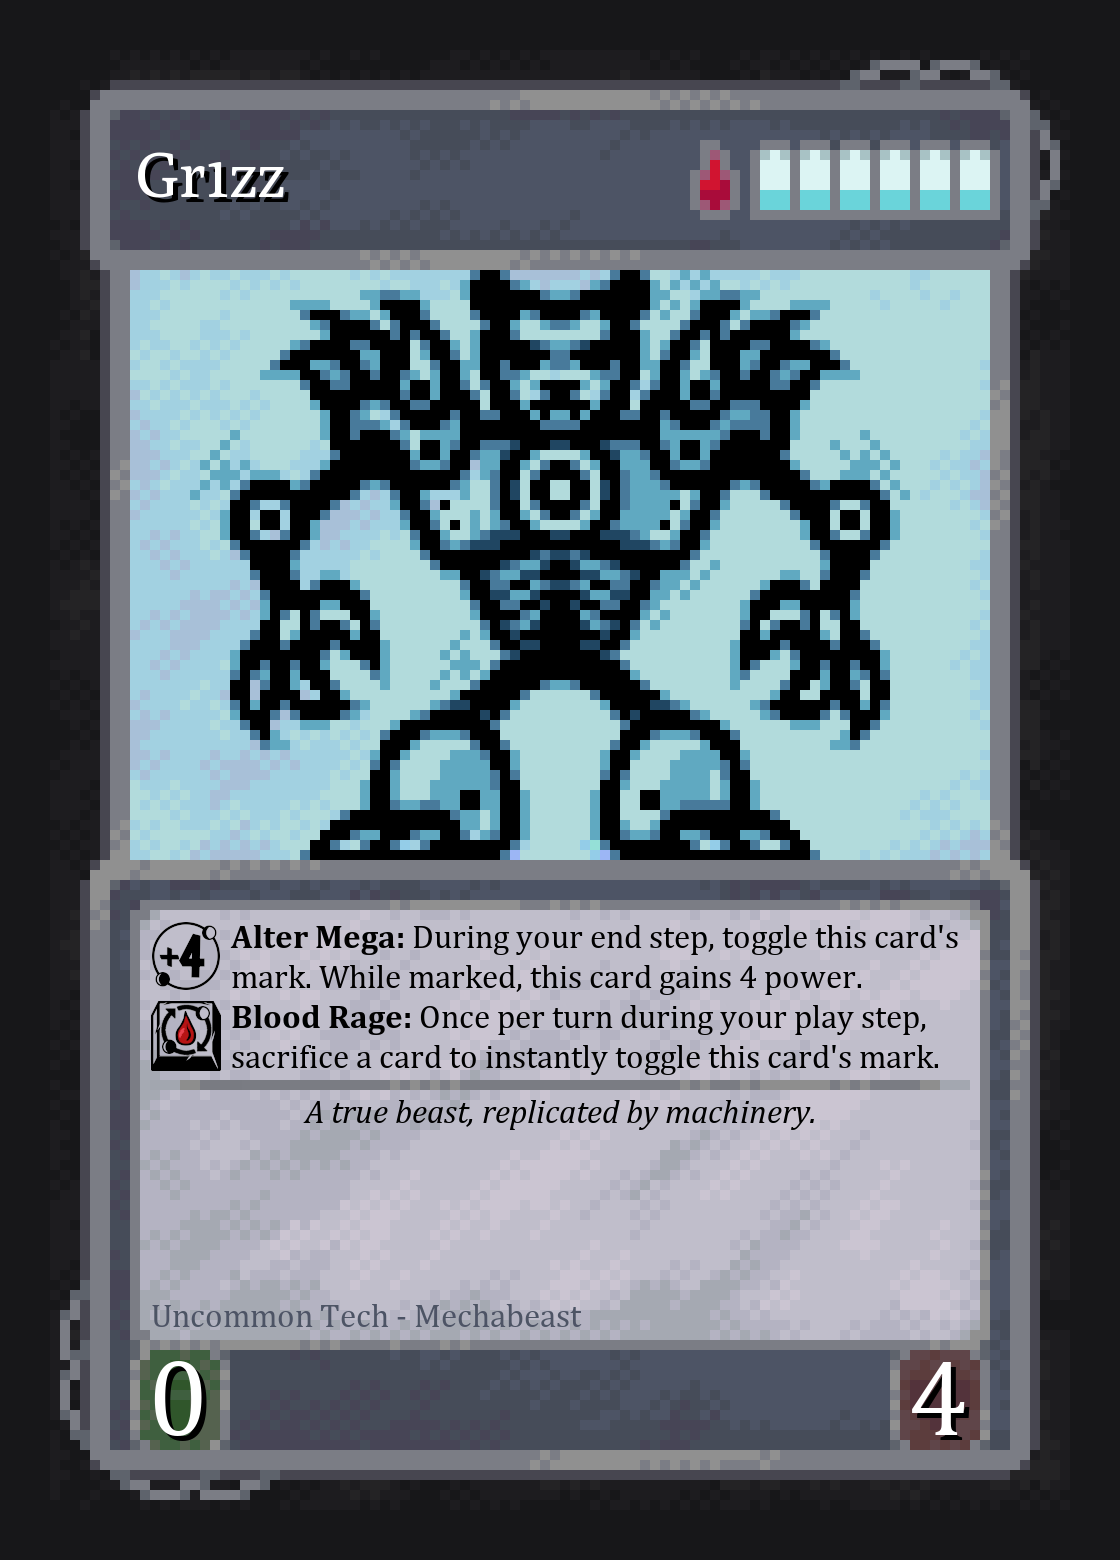 Gr1zz
+4 Alter Mega: During your end step, toggle this card's
mark. While marked, this card gains 4 power.
Blood Rage: Once per turn during your play step,
sacrifice a card to instantly toggle this card's mark.
A true beast, replicated by machinery.
Uncommon Tech - Mechabeast
0 4